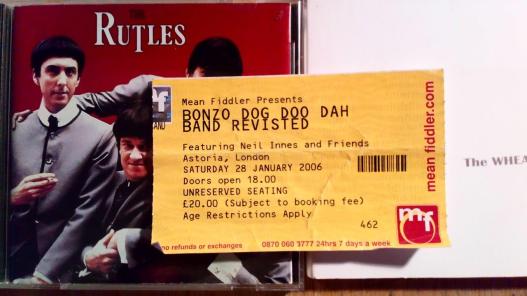 THE
RUTLES
mf
Mean Fiddler Presents
BONZO DOG DOO DAH
BAND REVISTED
Featuring Neil Innes and Friends
Astoria, London
SATURDAY 28 JANUARY 2006
Doors open 18.00
UNRESERVED SEATING
£20.00 (Subject to booking fee)
Age Restrictions Apply
462
no refunds or exchanges 0870 060 3777 24hrs 7 days a week
mean fiddler.com
mf
The WHEA